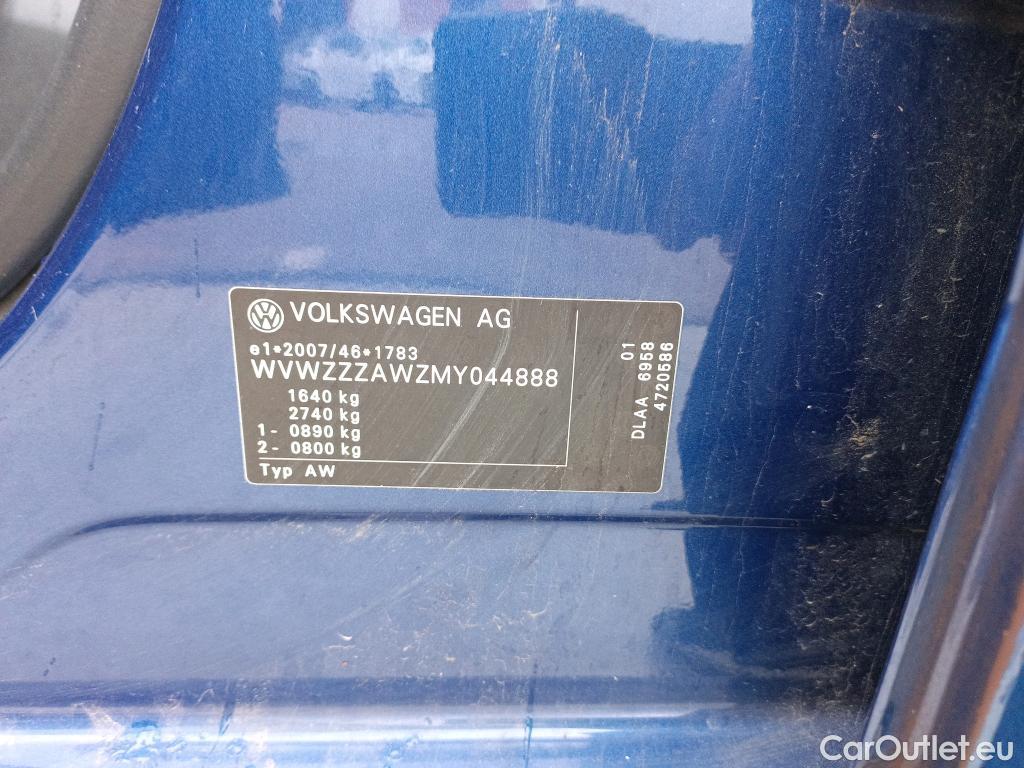 VOLKSWAGEN AG
e1*2007/46*1783
WVWZZZAWZMY044888
1640 kg
2740 kg
1- 0890 kg
2- 0800 kg
Typ AW
01
DLAA 6958
4720586
CarOutlet.eu